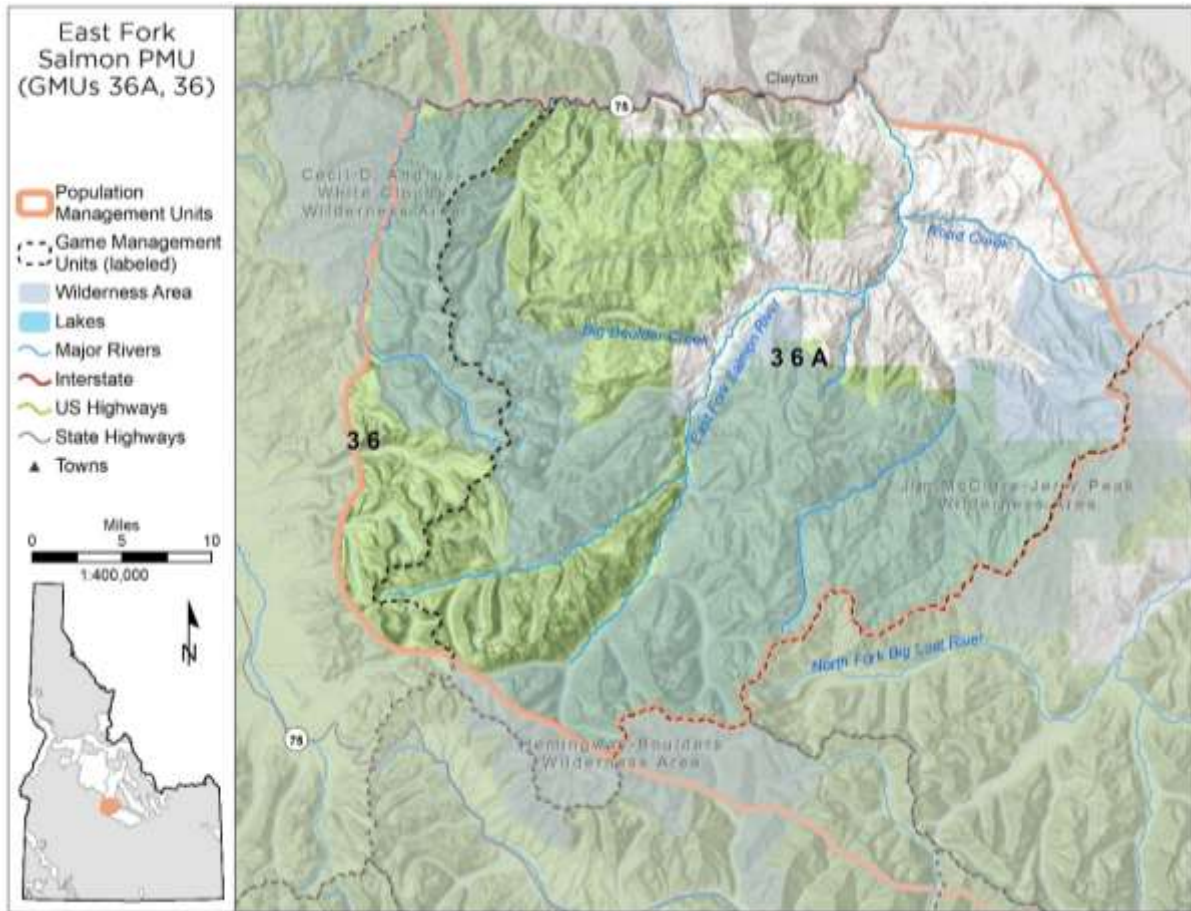 East Fork
Salmon PMU
(GMUs 36A, 36)
Population
Management Units
Game Management
Units (labeled)
Wilderness Area
Lakes
Major Rivers
Interstate
US Highways
State Highways
Towns
Miles
0 5 10
1:400,000
N
Clayton
75
Cecil D. Andrus-
White Clouds
Wilderness Area
Road Creek
Big Boulder Creek
East Fork Salmon River
36A
36
Jim McClure-Jerry Peak
Wilderness Area
North Fork Big Lost River
75
Hemingway-Boulders
Wilderness Area